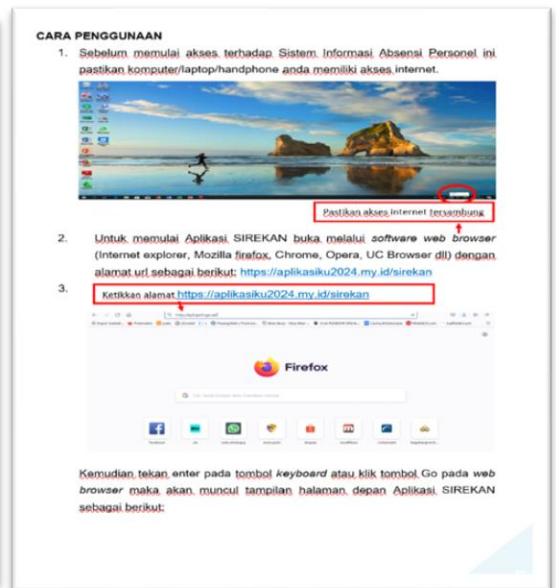 CARA PENGGUNAAN
1. Sebelum memulai akses terhadap Sistem Informasi Absensi Personel ini
pastikan komputer/laptop/handphone anda memiliki akses internet.
Pastikan akses internet tersambung
2. Untuk memulai Aplikasi SIREKAN buka melalui software web browser
(Internet explorer, Mozilla firefox, Chrome, Opera, UC Browser dll) dengan
alamat url sebagai berikut: https://aplikasiku2024.my.id/sirekan
3.
Ketikkan alamat https://aplikasiku2024.my.id/sirekan
Firefox
Kemudian tekan enter pada tombol keyboard atau klik tombol Go pada web
browser maka akan muncul tampilan halaman depan Aplikasi SIREKAN
sebagai berikut: